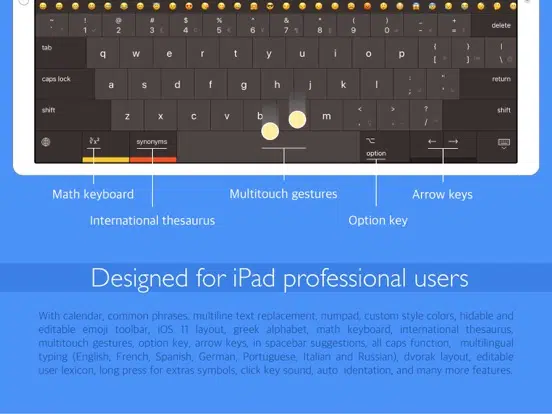 ! @ # $ € % & * ( ) _ + delete
1 2 3 4 5 6 7 8 9 0 - =
tab q w e r t y u i o p { } |
[ ] \
caps lock a s d f g h j k l : " return
; '
shift z x c v b m < > ? shift
, . /
∛x² synonyms ⌥ ← →
option
Math keyboard Multitouch gestures Arrow keys
International thesaurus Option key
Designed for iPad professional users
With calendar, common phrases, multiline text replacement, numpad, custom style colors, hidable and
editable emoji toolbar, iOS 11 layout, greek alphabet, math keyboard, international thesaurus,
multitouch gestures, option key, arrow keys, in spacebar suggestions, all caps function, multilingual
typing (English, French, Spanish, German, Portuguese, Italian and Russian), dvorak layout, editable
user lexicon, long press for extras symbols, click key sound, auto identation, and many more features.